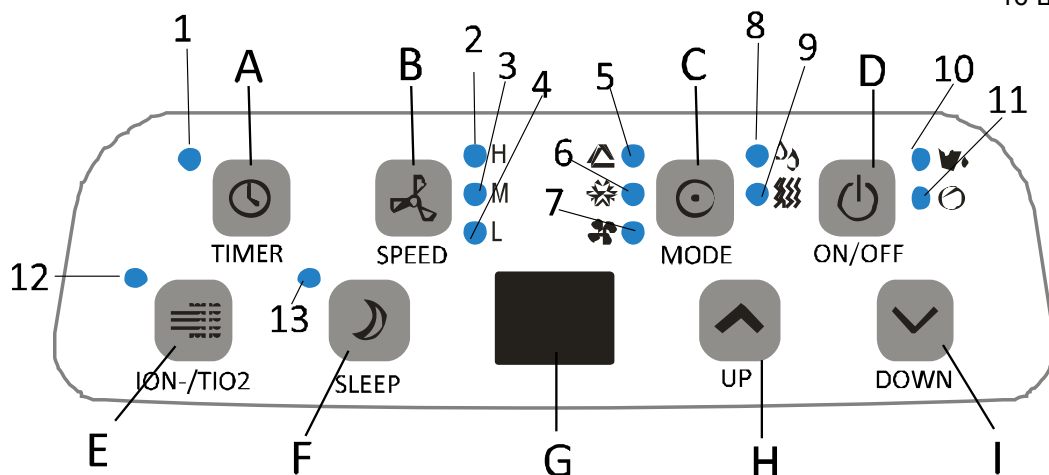 1 A B 2 3 4 5 6 7 C 8 9 D 10 11
H
M
L
TIMER SPEED MODE ON/OFF
12 13
ION-/TIO2 SLEEP UP DOWN
E F G H I